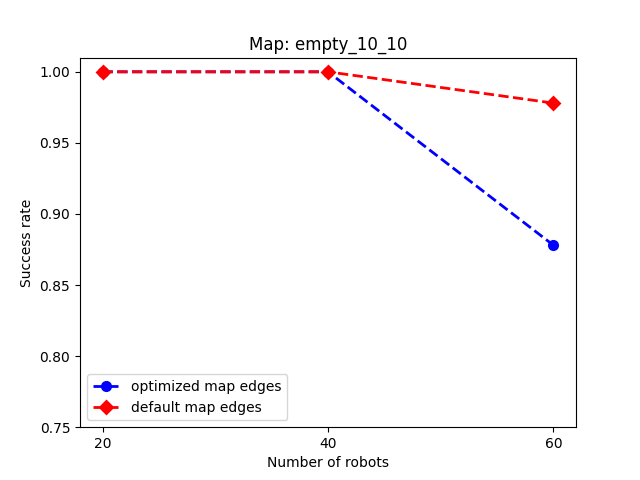 Map: empty_10_10
1.00
0.95
0.90
0.85
0.80
0.75
Success rate
optimized map edges
default map edges
20 40 60
Number of robots